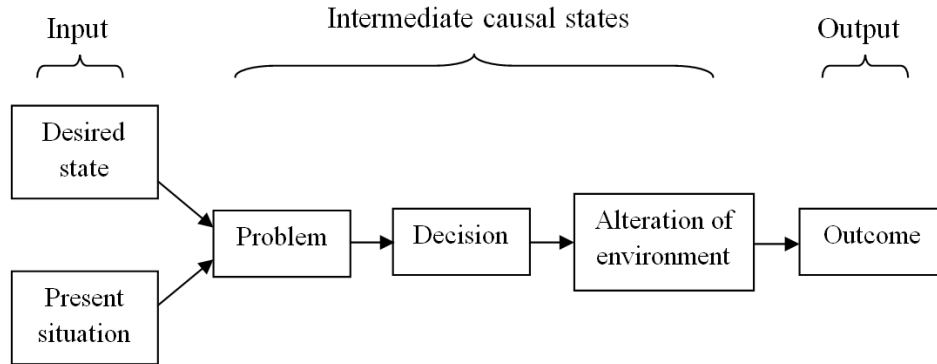 Input
Intermediate causal states
Output
Desired
state
Problem
Decision
Alteration of
environment
Outcome
Present
situation